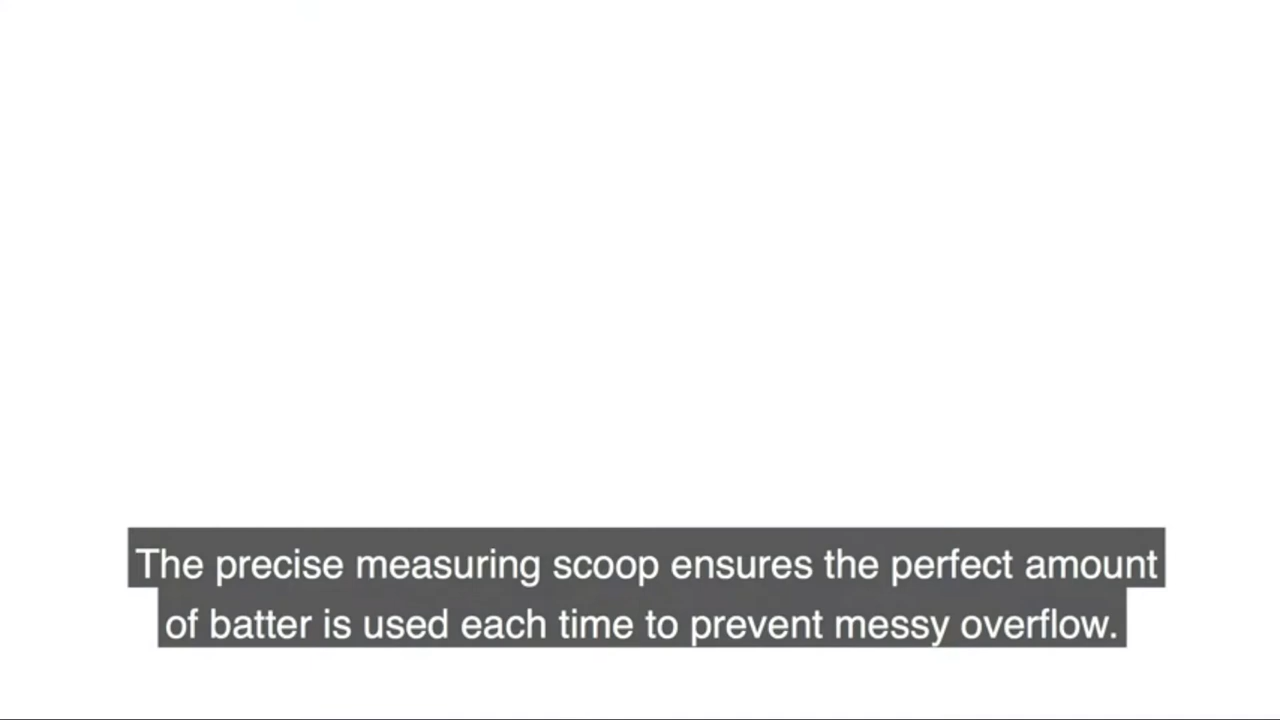 The precise measuring scoop ensures the perfect amount
of batter is used each time to prevent messy overflow.